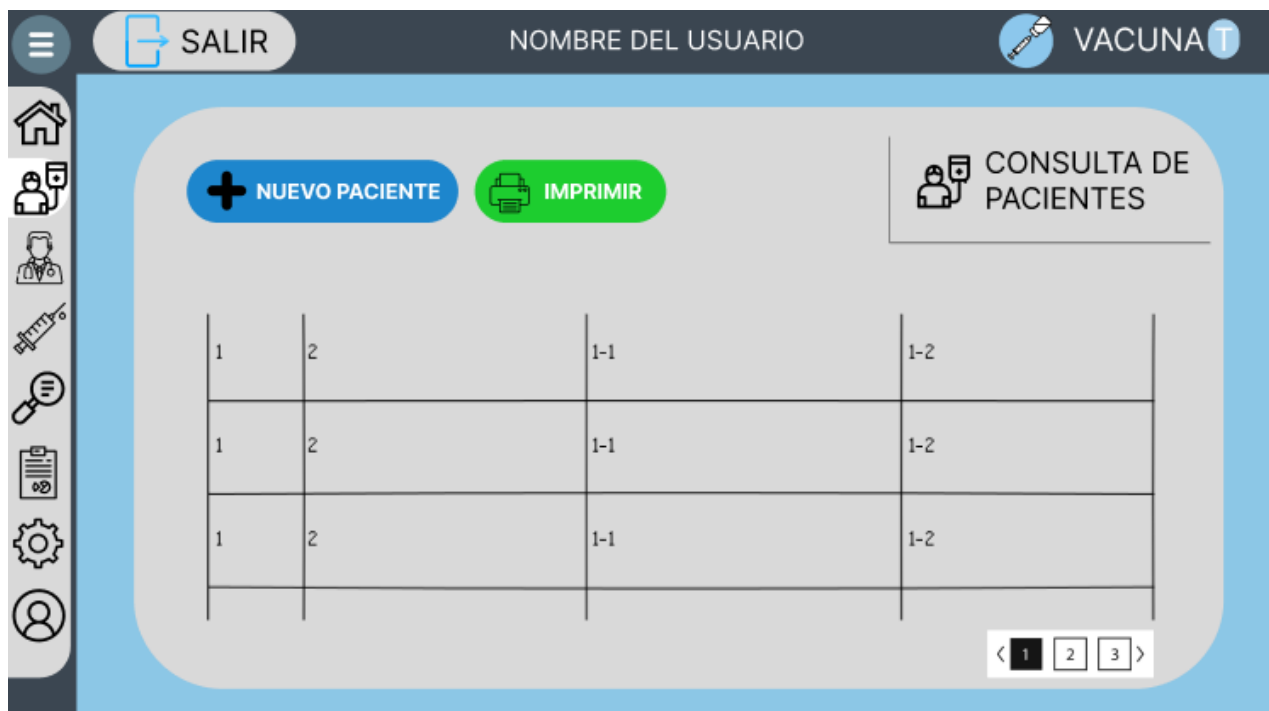 SALIR
NOMBRE DEL USUARIO
VACUNAT
NUEVO PACIENTE
IMPRIMIR
CONSULTA DE
PACIENTES
1 2 1-1 1-2
1 2 1-1 1-2
1 2 1-1 1-2
1 2 3